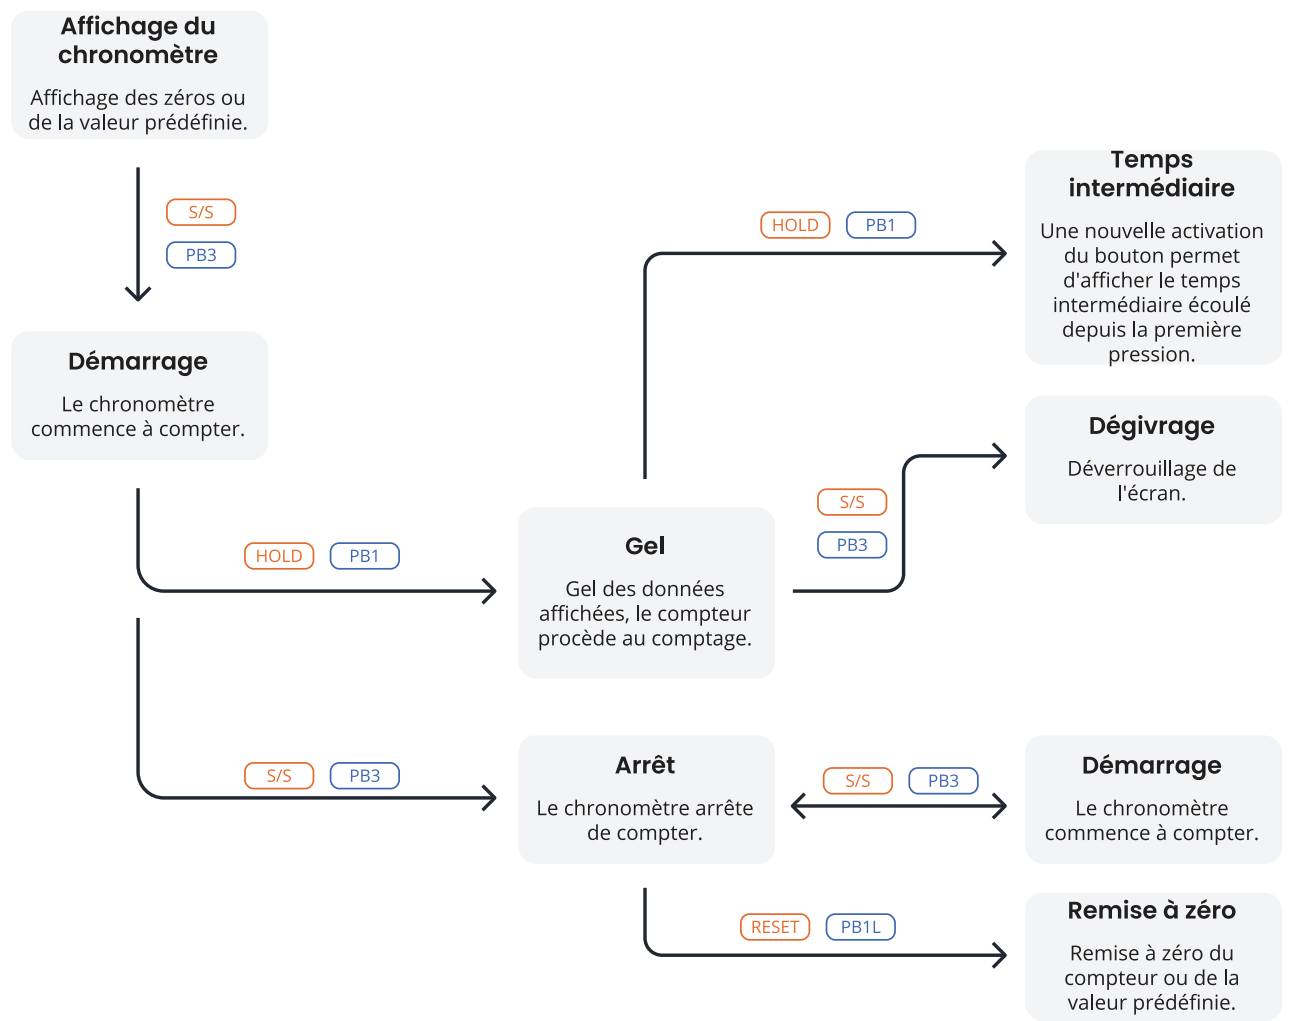 Affichage du
chronomètre
Affichage des zéros ou
de la valeur prédéfinie.
S/S
PB3
Démarrage
Le chronomètre
commence à compter.
HOLD PB1
Temps
intermédiaire
Une nouvelle activation
du bouton permet
d'afficher le temps
intermédiaire écoulé
depuis la première
pression.
Dégivrage
Déverrouillage de
l'écran.
S/S
PB3
HOLD PB1
Gel
Gel des données
affichées, le compteur
procède au comptage.
S/S PB3
Arrêt
Le chronomètre arrête
de compter.
S/S PB3
Démarrage
Le chronomètre
commence à compter.
RESET PB1L
Remise à zéro
Remise à zéro du
compteur ou de la
valeur prédéfinie.